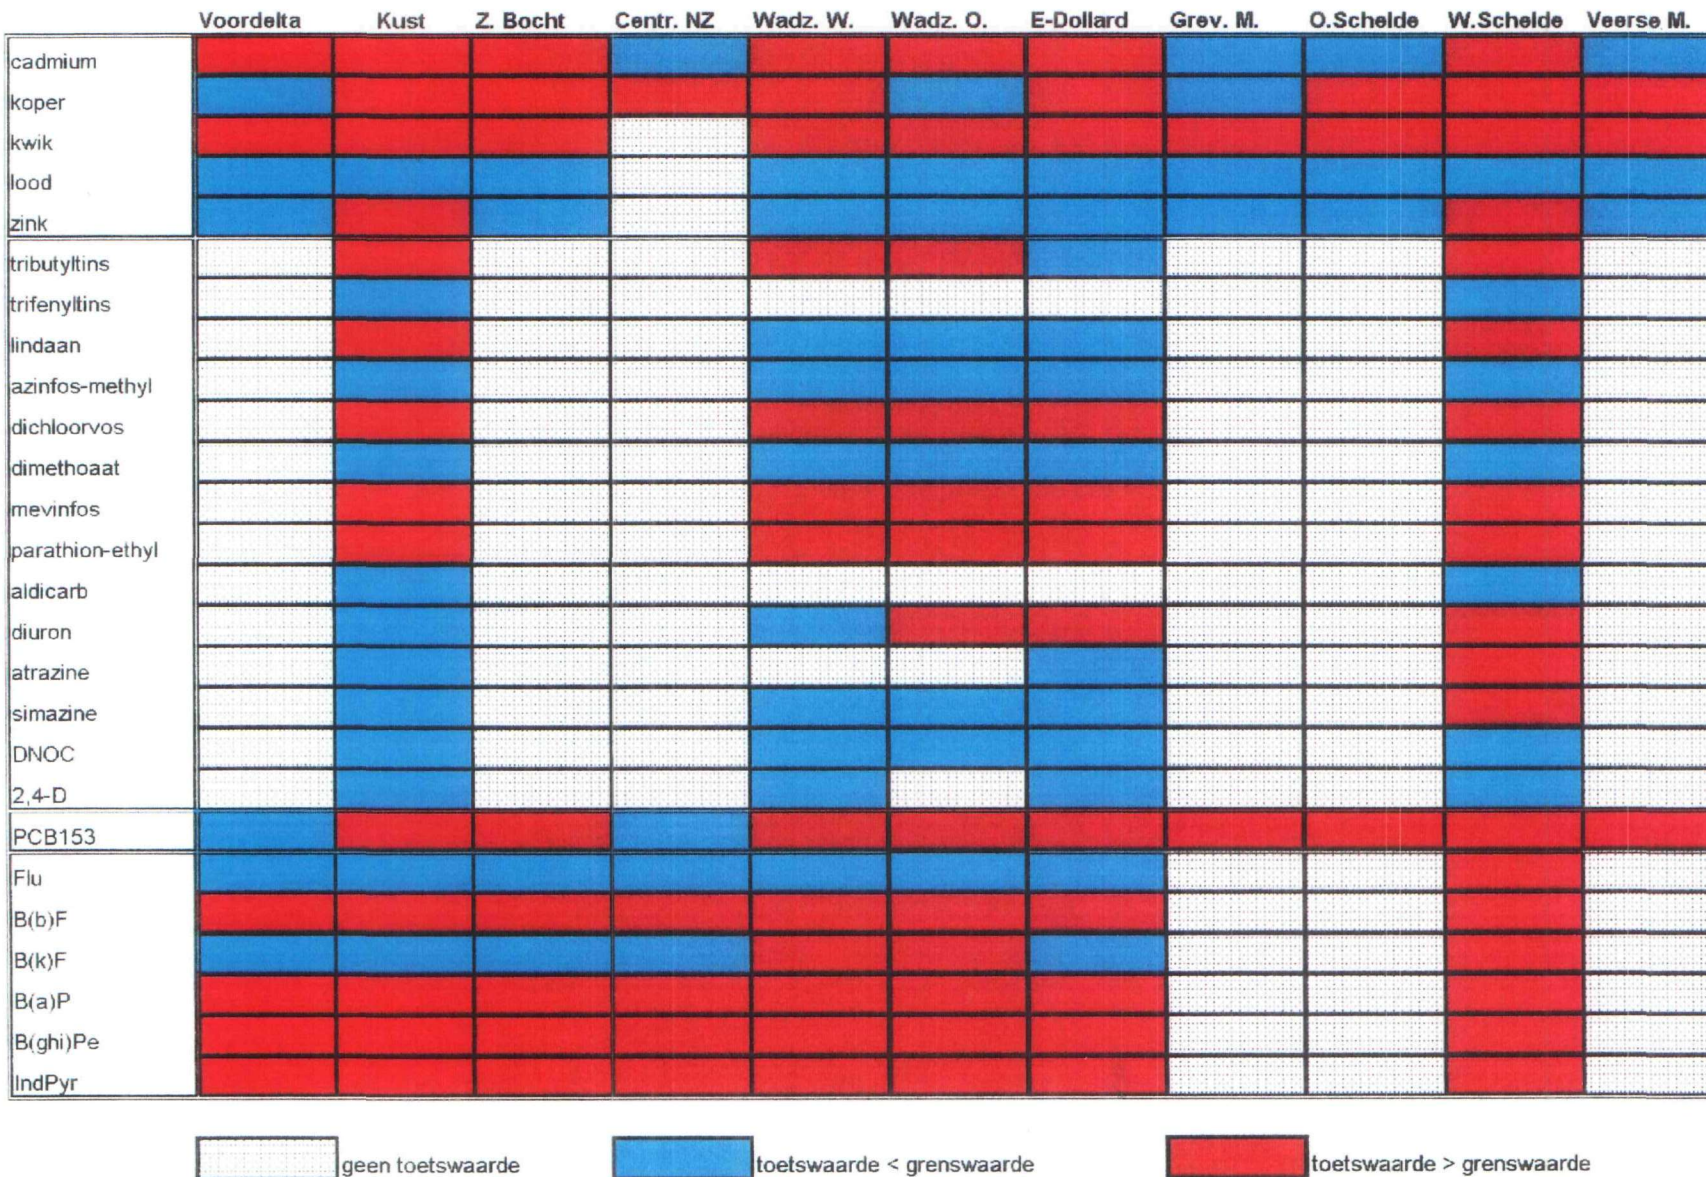 Voordelta Kust Z. Bocht Centr. NZ Wadz. W. Wadz. O. E-Dollard Grev. M. O.Schelde W.Schelde Veerse M.
cadmium
koper
kwik
lood
zink
tributyltins
trifenyltins
lindaan
azinfos-methyl
dichloorvos
dimethoaat
mevinfos
parathion-ethyl
aldicarb
diuron
atrazine
simazine
DNOC
2,4-D
PCB153
Flu
B(b)F
B(k)F
B(a)P
B(ghi)Pe
IndPyr
geen toetswaarde toetswaarde < grenswaarde toetswaarde > grenswaarde